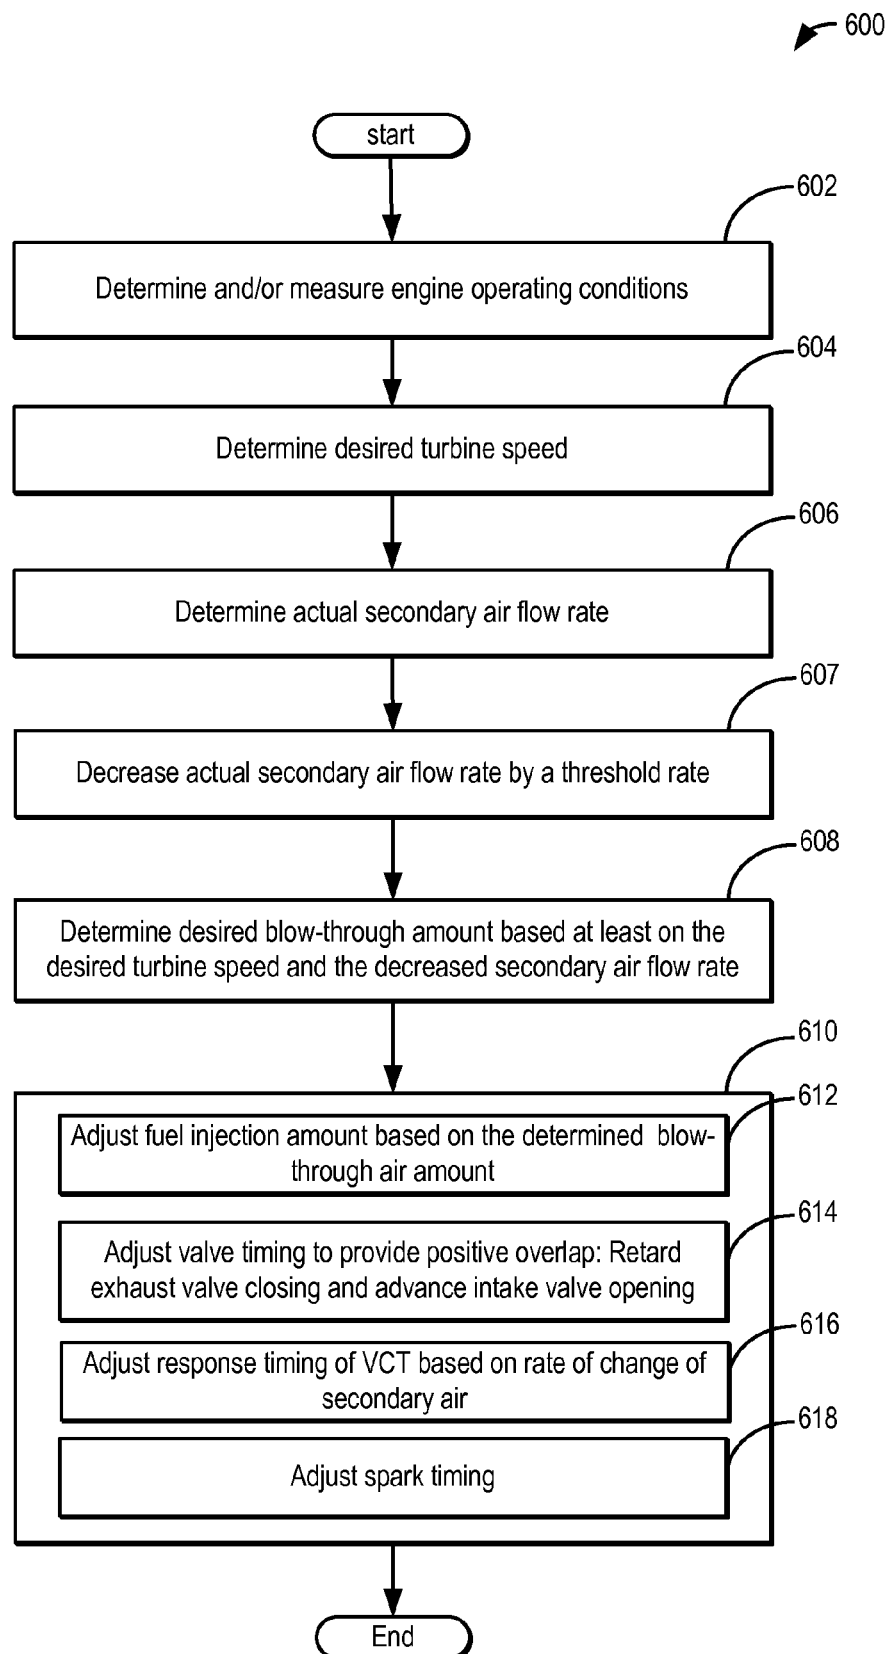 600
start
602
Determine and/or measure engine operating conditions
604
Determine desired turbine speed
606
Determine actual secondary air flow rate
607
Decrease actual secondary air flow rate by a threshold rate
608
Determine desired blow-through amount based at least on the
desired turbine speed and the decreased secondary air flow rate
610
612
Adjust fuel injection amount based on the determined blow-
through air amount
614
Adjust valve timing to provide positive overlap: Retard
exhaust valve closing and advance intake valve opening
616
Adjust response timing of VCT based on rate of change of
secondary air
618
Adjust spark timing
End